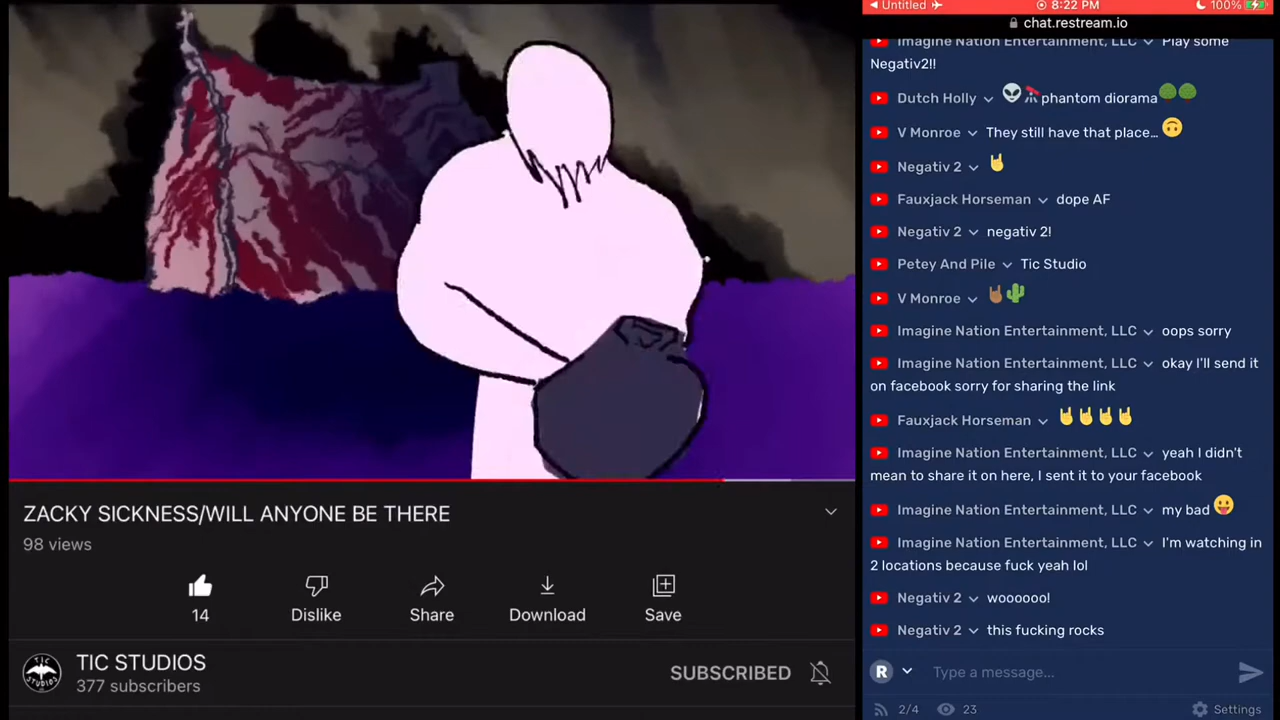 ZACKY SICKNESS/WILL ANYONE BE THERE
98 views
14
Dislike
Share
Download
Save
TIC STUDIOS
377 subscribers
SUBSCRIBED
Untitled
8:22 PM
100%
chat.restream.io
Imagine Nation Entertainment, LLC Play some
Negativ2!!
Dutch Holly 👽🔭phantom diorama🌳🌳
V Monroe They still have that place… 🙃
Negativ 2 🤘
Fauxjack Horseman dope AF
Negativ 2 negativ 2!
Petey And Pile Tic Studio
V Monroe 🤘🏾🌵
Imagine Nation Entertainment, LLC oops sorry
Imagine Nation Entertainment, LLC okay I'll send it
on facebook sorry for sharing the link
Fauxjack Horseman 🤘🤘🤘🤘
Imagine Nation Entertainment, LLC yeah I didn't
mean to share it on here, I sent it to your facebook
Imagine Nation Entertainment, LLC my bad 😛
Imagine Nation Entertainment, LLC I'm watching in
2 locations because fuck yeah lol
Negativ 2 woooooo!
Negativ 2 this fucking rocks
R Type a message...
2/4 23 Settings